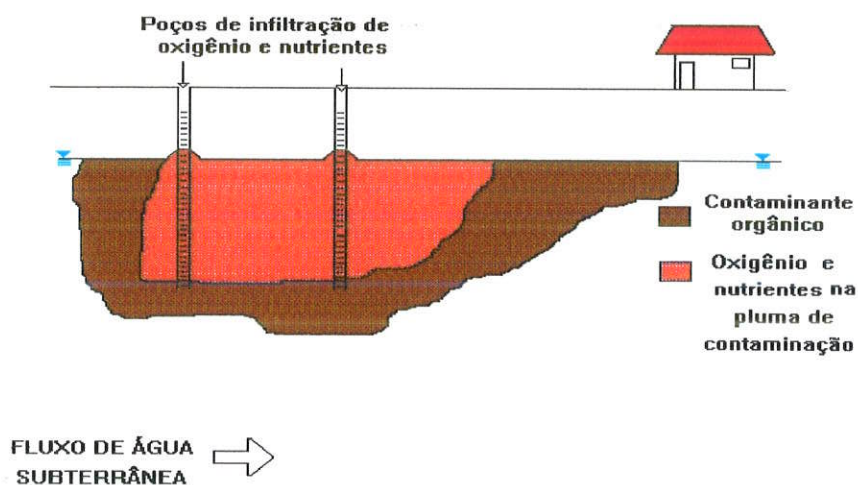 Poços de infiltração de
oxigênio e nutrientes
Contaminante
orgânico
Oxigênio e
nutrientes na
pluma de
contaminação
FLUXO DE ÁGUA
SUBTERRÂNEA